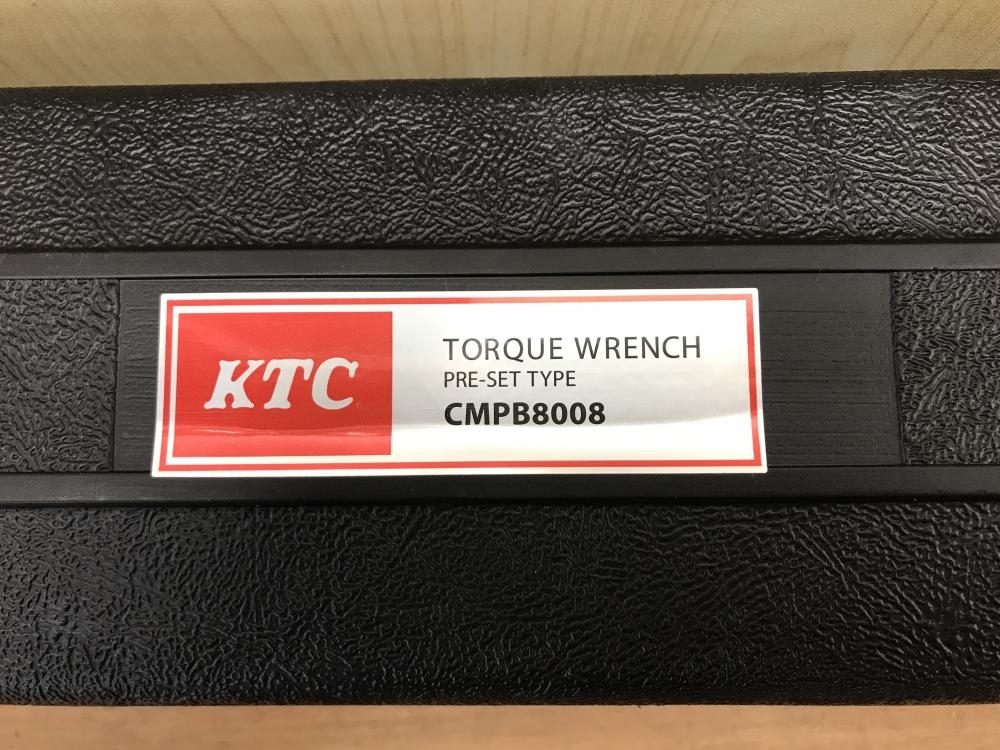 KTC
TORQUE WRENCH
PRE-SET TYPE
CMPB8008